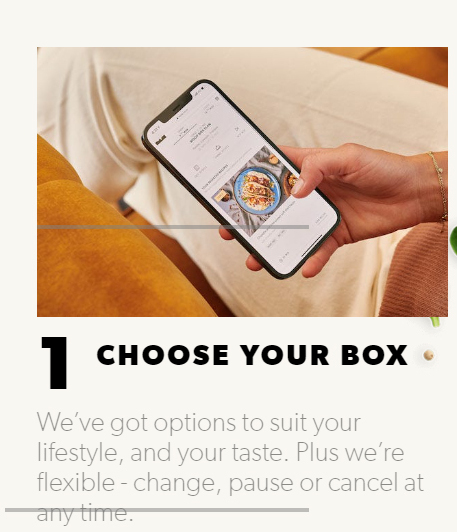 1 CHOOSE YOUR BOX
We've got options to suit your
lifestyle, and your taste. Plus we're
flexible - change, pause or cancel at
any time.